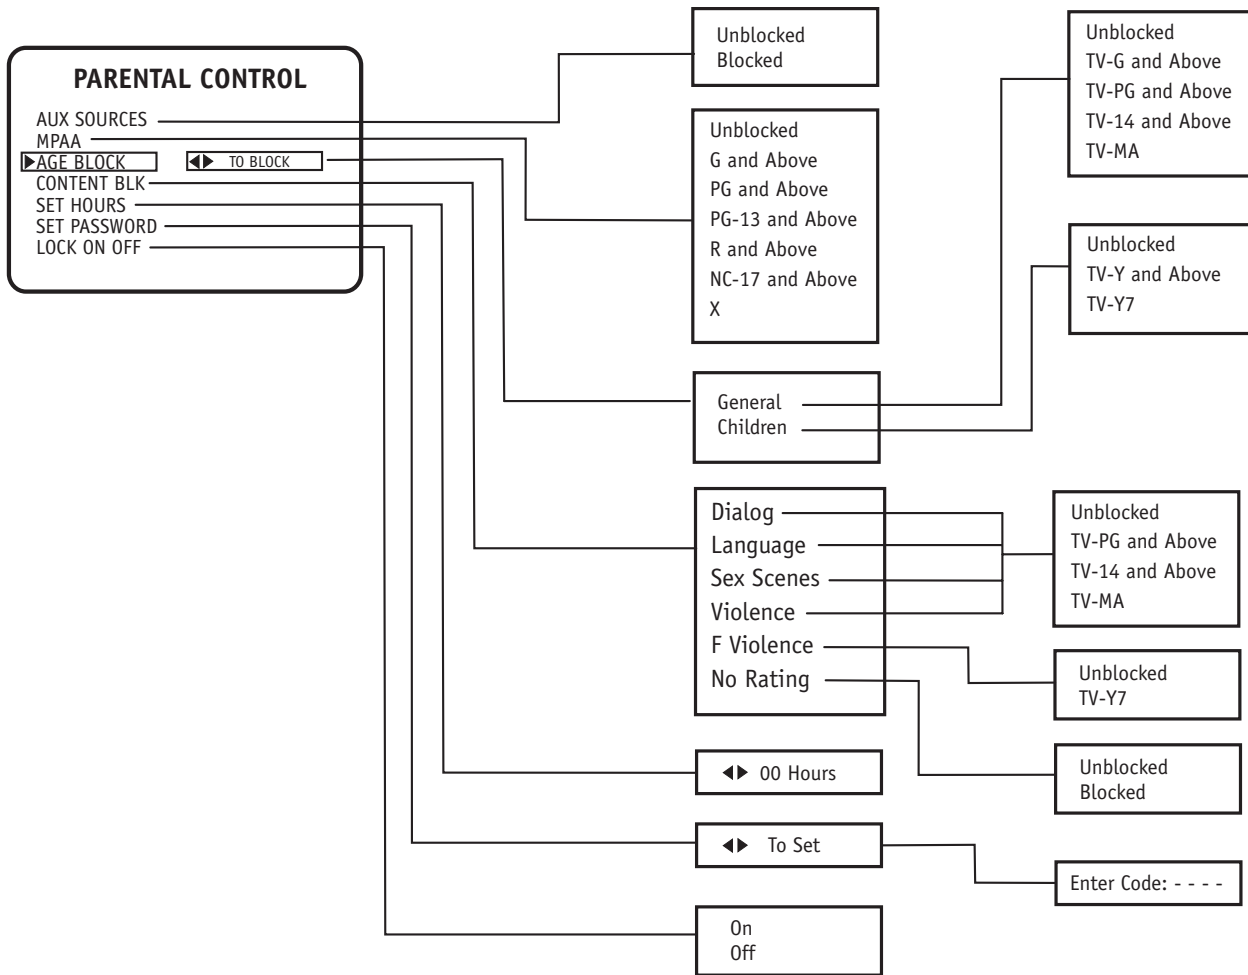 PARENTAL CONTROL
AUX SOURCES
MPAA
▶AGE BLOCK
◀▶ TO BLOCK
CONTENT BLK
SET HOURS
SET PASSWORD
LOCK ON OFF
Unblocked
Blocked
Unblocked
G and Above
PG and Above
PG-13 and Above
R and Above
NC-17 and Above
X
General
Children
Unblocked
TV-G and Above
TV-PG and Above
TV-14 and Above
TV-MA
Unblocked
TV-Y and Above
TV-Y7
Dialog
Language
Sex Scenes
Violence
F Violence
No Rating
Unblocked
TV-PG and Above
TV-14 and Above
TV-MA
Unblocked
TV-Y7
Unblocked
Blocked
◀▶ 00 Hours
◀▶ To Set
Enter Code: - - - -
On
Off